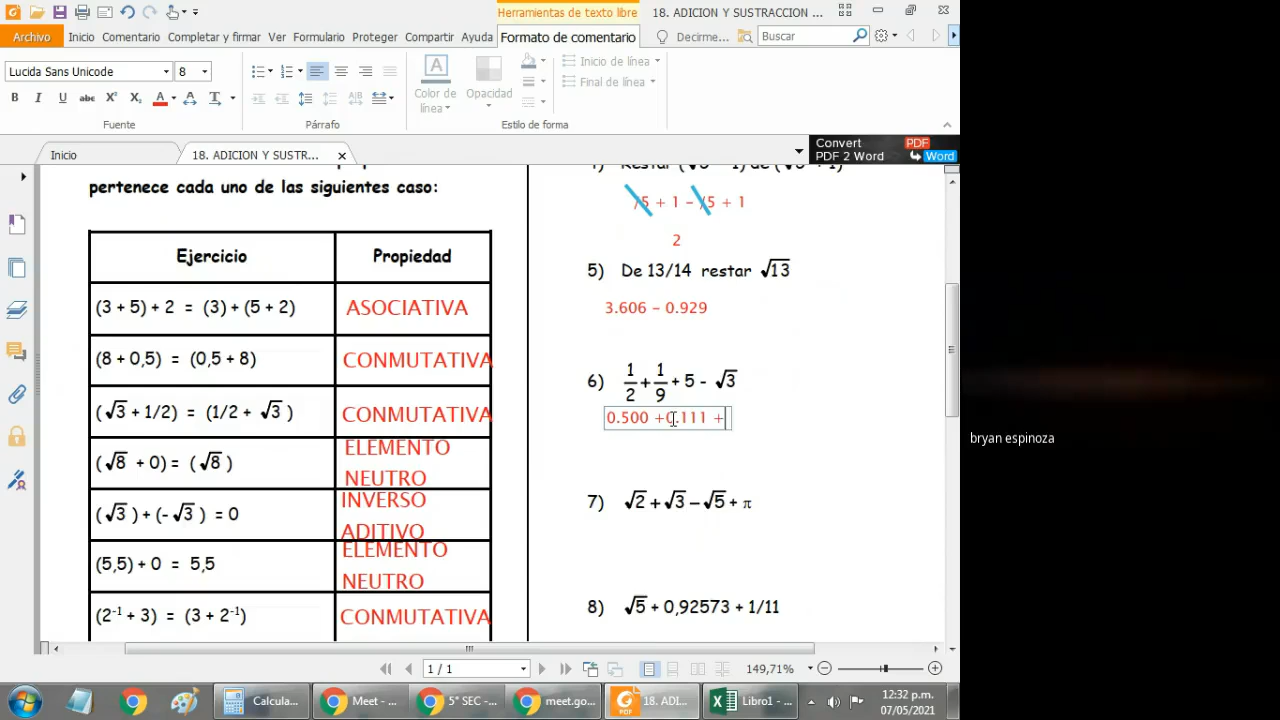 Herramientas de texto libre
18. ADICION Y SUSTRACCION ...
Archivo Inicio Comentario Completar y firmar Ver Formulario Proteger Compartir Ayuda Formato de comentario Decirme... Buscar
Lucida Sans Unicode 8
Inicio de línea
Final de línea
Color de línea
Opacidad
Fuente
Párrafo
Estilo de forma
Convert
PDF 2 Word
PDF
Word
Inicio
18. ADICION Y SUSTR...
pertenece cada uno de las siguientes caso:
Ejercicio Propiedad
(3 + 5) + 2 = (3) + (5 + 2) ASOCIATIVA
(8 + 0,5) = (0,5 + 8) CONMUTATIVA
(√3 + 1/2) = (1/2 + √3 ) CONMUTATIVA
(√8 + 0) = (√8 ) ELEMENTO NEUTRO
(√3 ) + (- √3 ) = 0 INVERSO ADITIVO
(5,5) + 0 = 5,5 ELEMENTO NEUTRO
(2⁻¹ + 3) = (3 + 2⁻¹) CONMUTATIVA
/5 + 1 - /5 + 1
2
5) De 13/14 restar √13
3.606 - 0.929
6) 1/2 + 1/9 + 5 - √3
0.500 +0.111 +
7) √2 + √3 – √5 + π
8) √5 + 0,92573 + 1/11
bryan espinoza
1 / 1
149,71%
Calcula...
Meet - ...
5° SEC -...
meet.go...
18. ADI...
Libro1 - ...
12:32 p.m.
07/05/2021